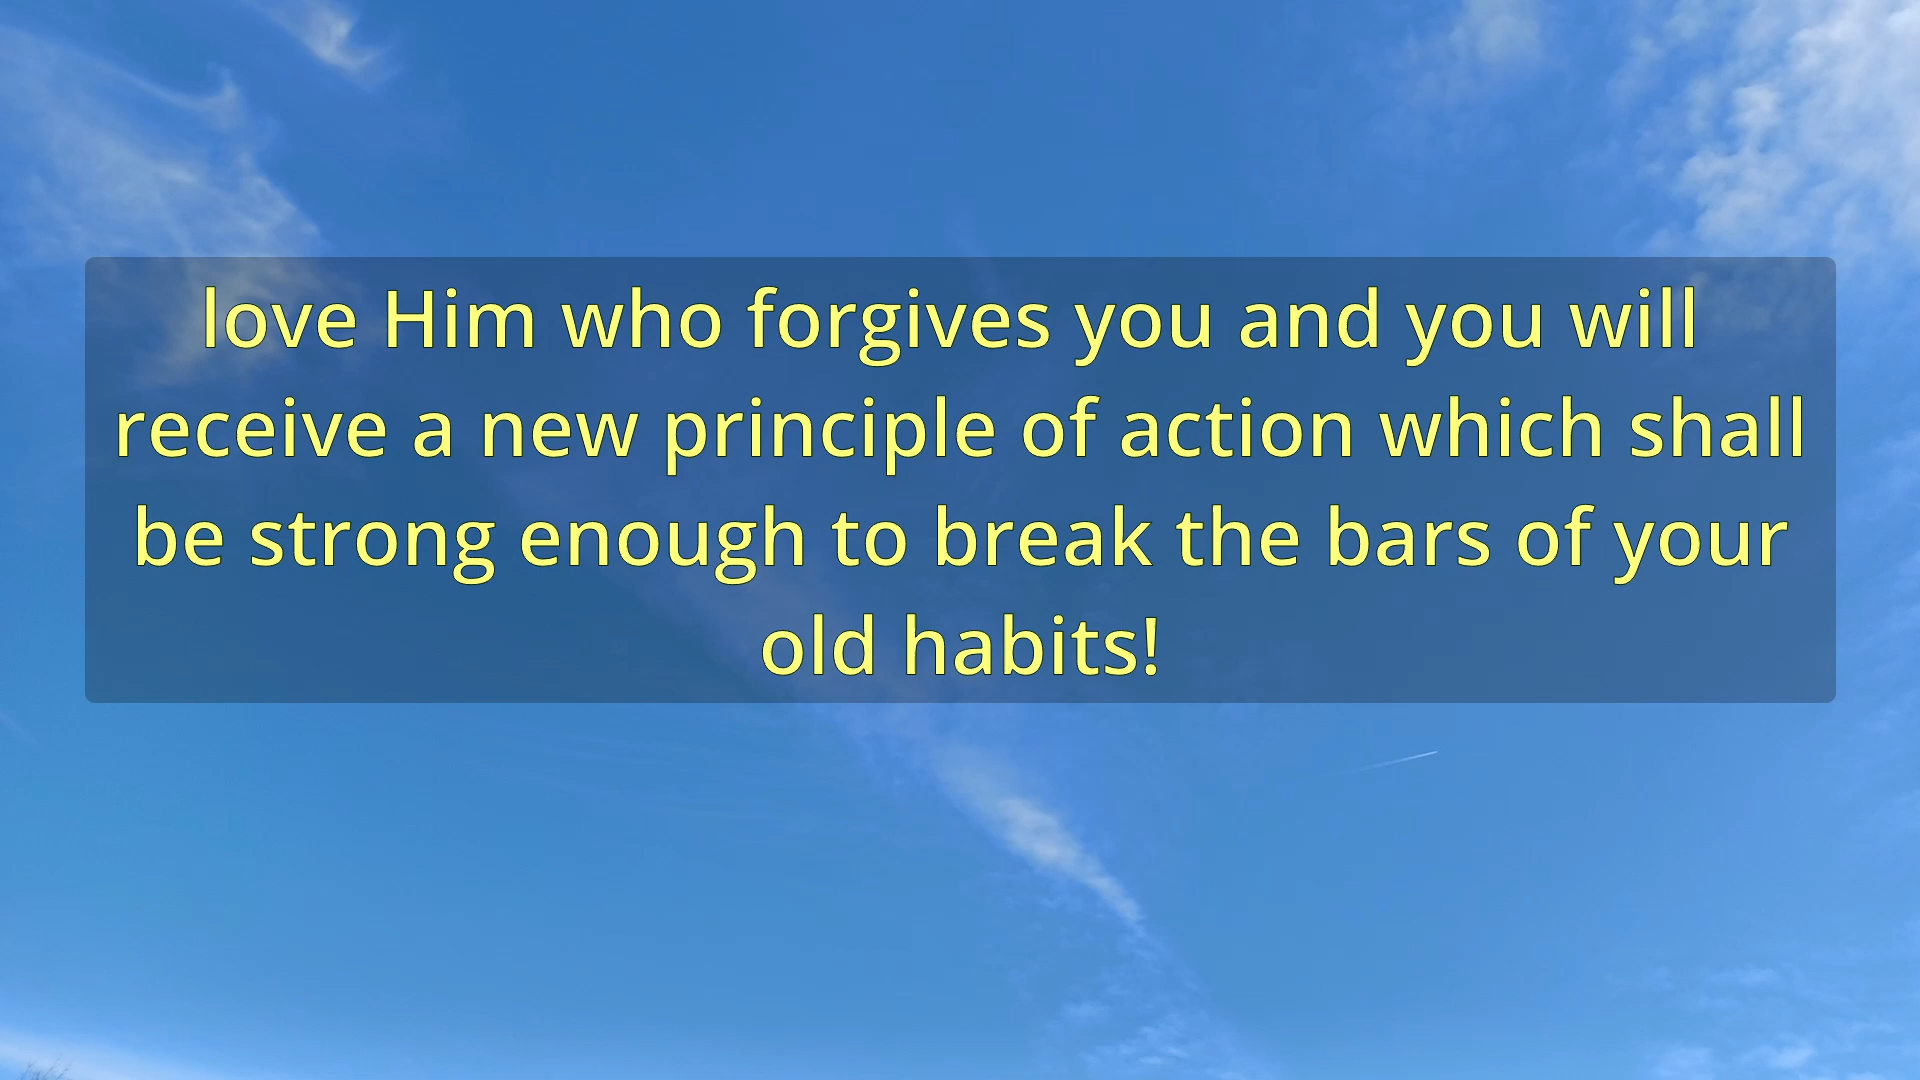 love Him who forgives you and you will
receive a new principle of action which shall
be strong enough to break the bars of your
old habits!